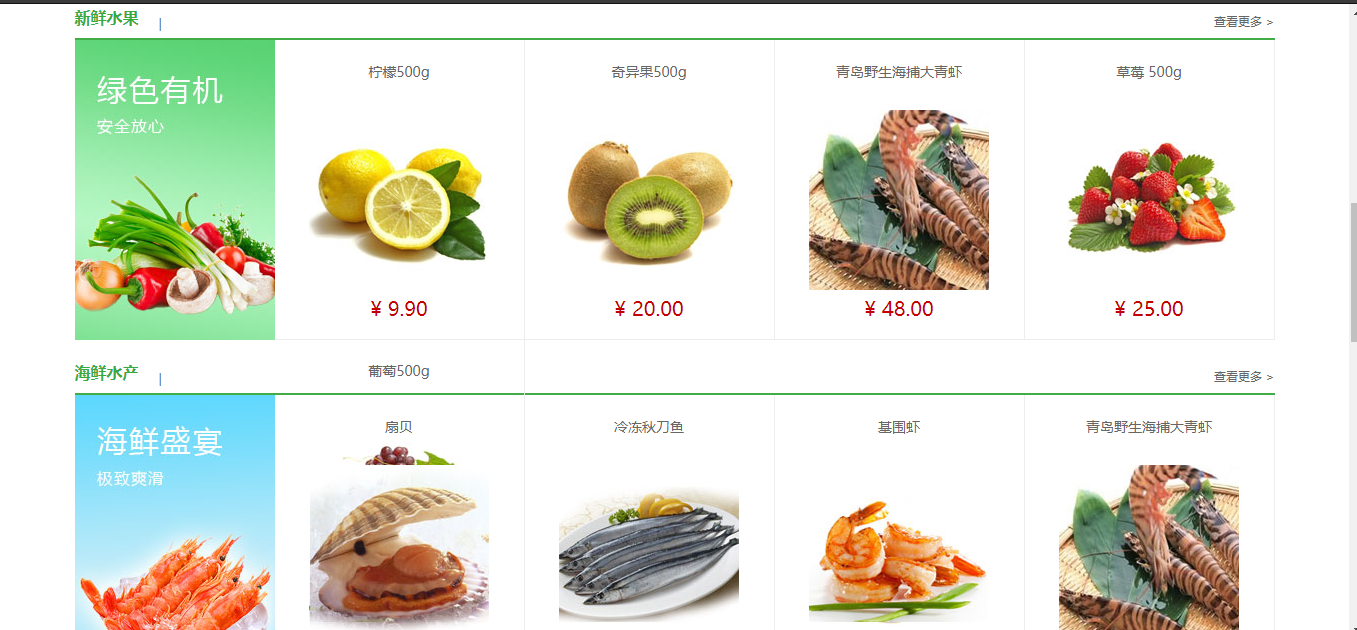 新鲜水果 |
查看更多 >
绿色有机
安全放心
柠檬500g
¥ 9.90
奇异果500g
¥ 20.00
青岛野生海捕大青虾
¥ 48.00
草莓 500g
¥ 25.00
海鲜水产 |
葡萄500g
查看更多 >
海鲜盛宴
极致爽滑
扇贝
冷冻秋刀鱼
基围虾
青岛野生海捕大青虾